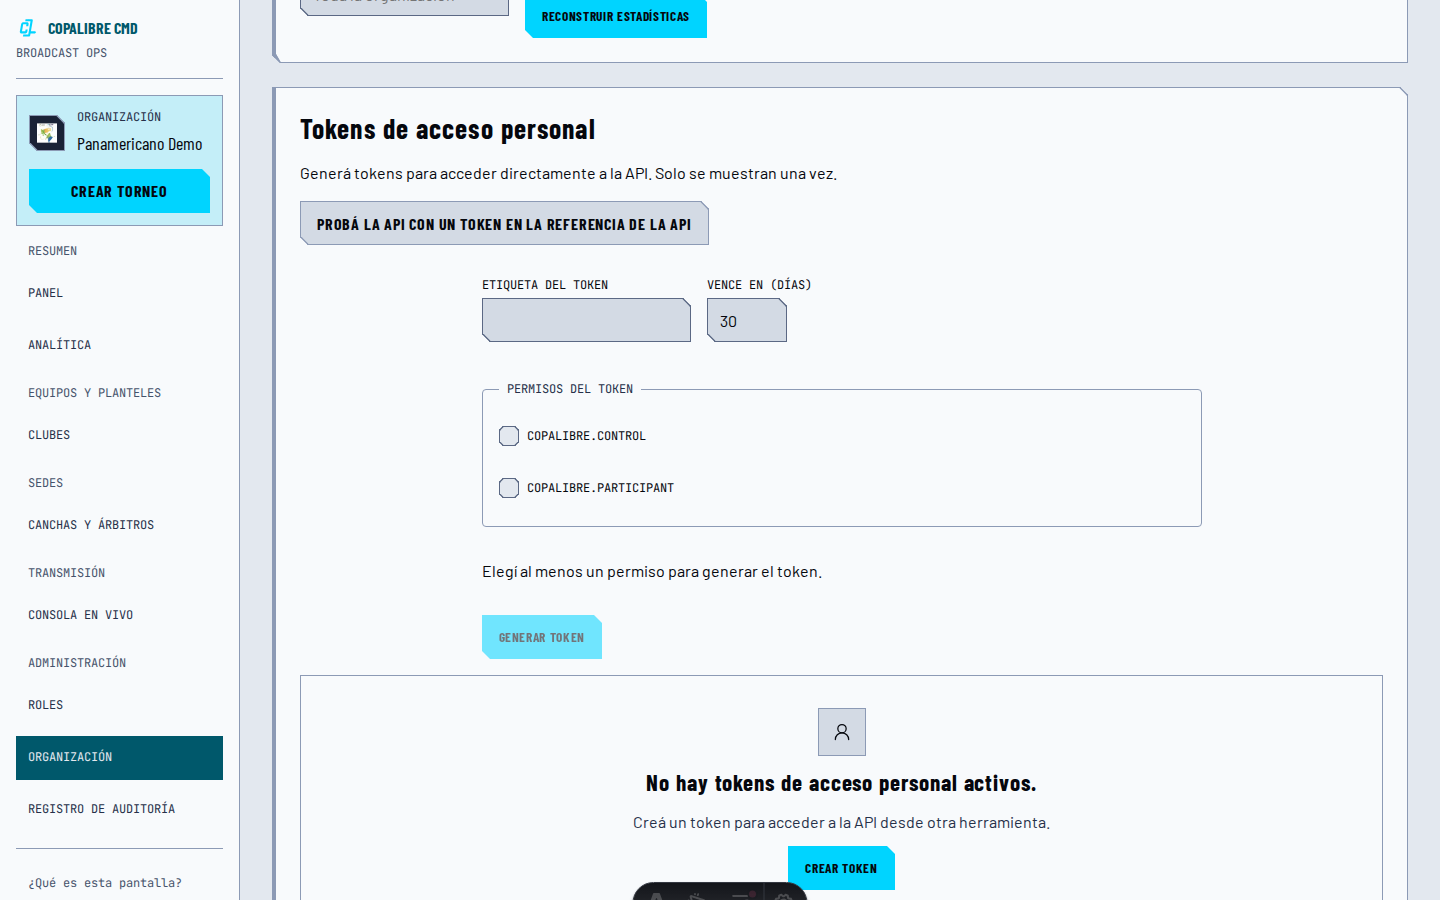 COPALIBRE CMD
BROADCAST OPS
ORGANIZACIÓN
Panamericano Demo
CREAR TORNEO
RESUMEN
PANEL
ANALÍTICA
EQUIPOS Y PLANTELES
CLUBES
SEDES
CANCHAS Y ÁRBITROS
TRANSMISIÓN
CONSOLA EN VIVO
ADMINISTRACIÓN
ROLES
ORGANIZACIÓN
REGISTRO DE AUDITORÍA
¿Qué es esta pantalla?
RECONSTRUIR ESTADÍSTICAS
Tokens de acceso personal
Generá tokens para acceder directamente a la API. Solo se muestran una vez.
PROBÁ LA API CON UN TOKEN EN LA REFERENCIA DE LA API
ETIQUETA DEL TOKEN
VENCE EN (DÍAS)
30
PERMISOS DEL TOKEN
COPALIBRE.CONTROL
COPALIBRE.PARTICIPANT
Elegí al menos un permiso para generar el token.
GENERAR TOKEN
No hay tokens de acceso personal activos.
Creá un token para acceder a la API desde otra herramienta.
CREAR TOKEN